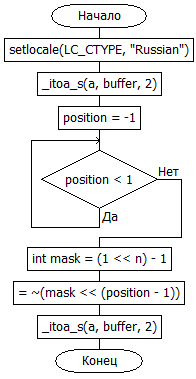 Начало
setlocale(LC_CTYPE, "Russian")
_itoa_s(a, buffer, 2)
position = -1
position < 1
Нет
Да
int mask = (1 << n) - 1
= ~(mask << (position - 1))
_itoa_s(a, buffer, 2)
Конец